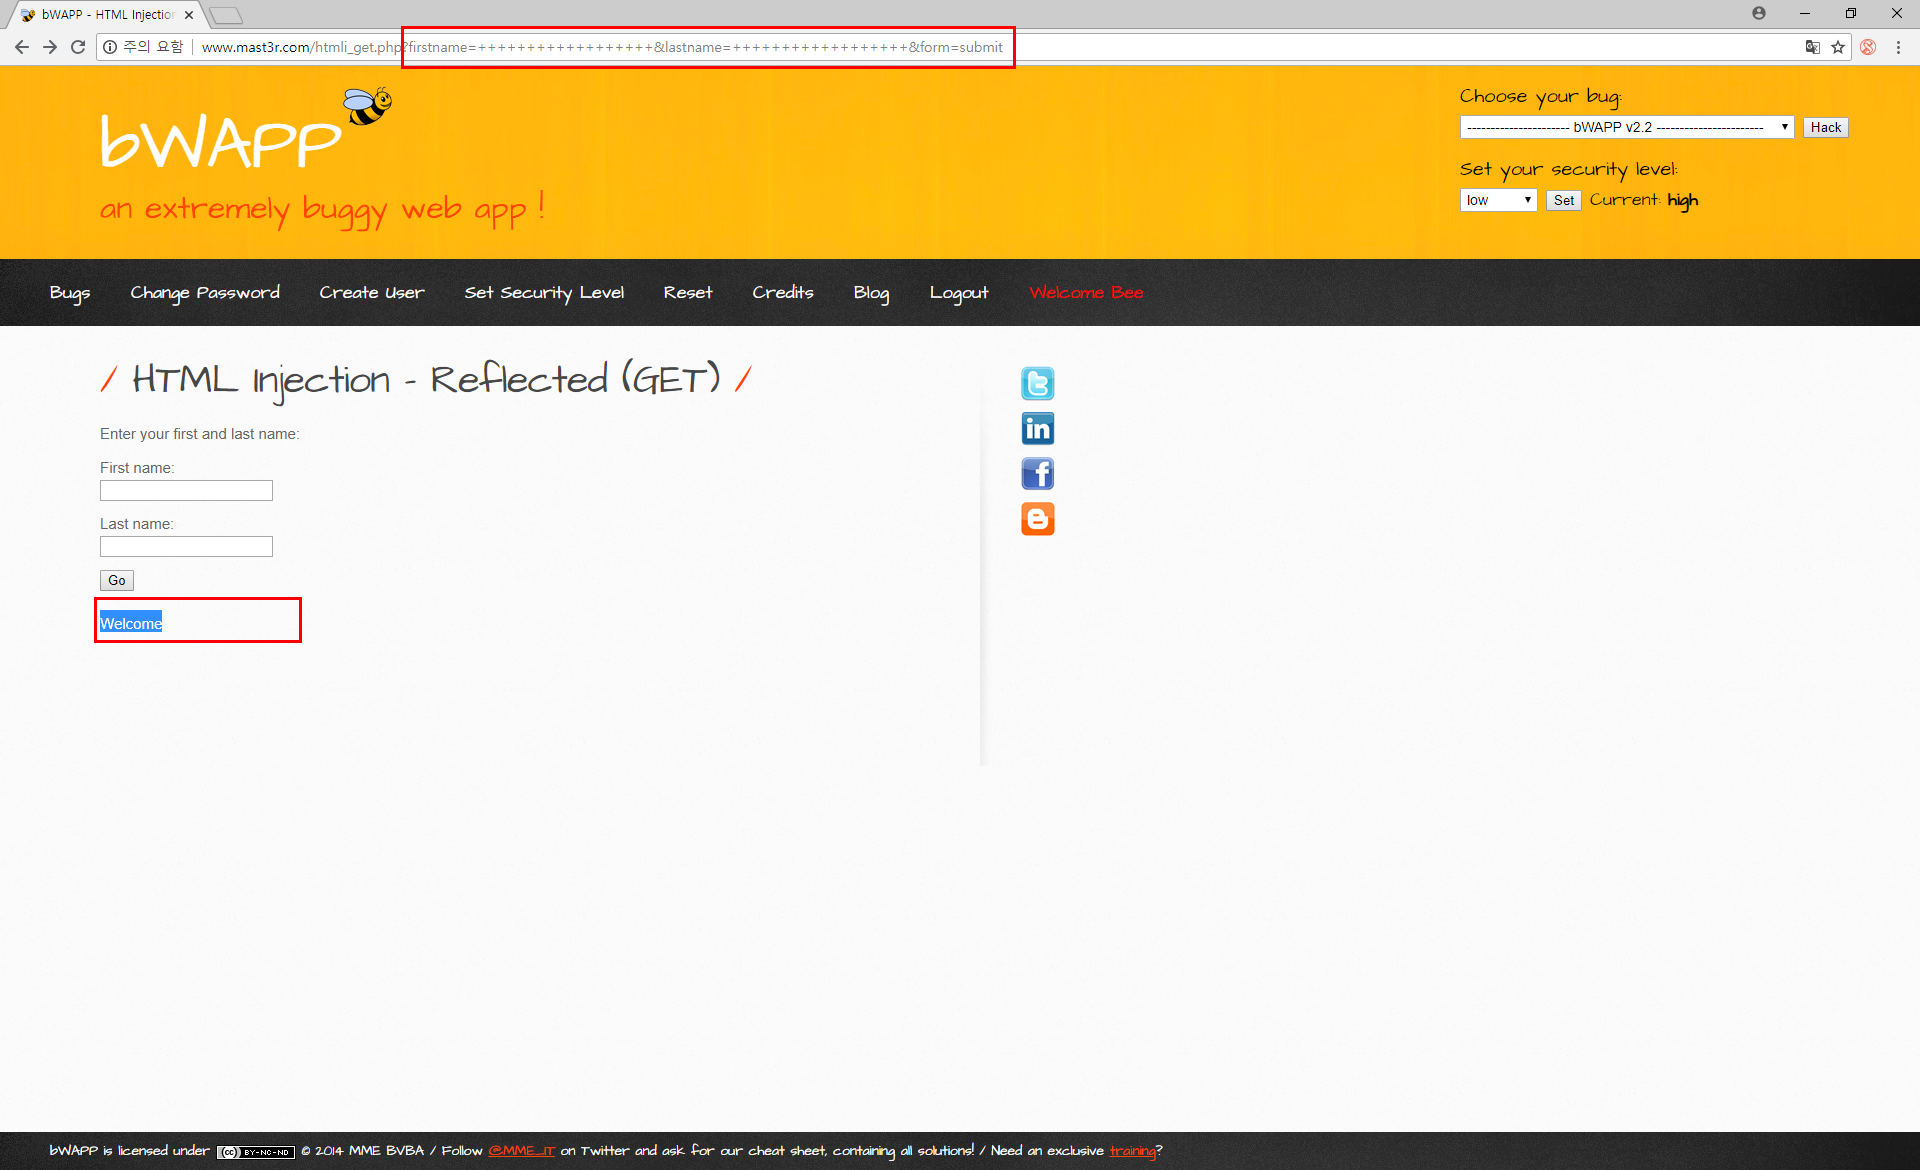 bWAPP - HTML Injection
주의 요함 www.mast3r.com/htmli_get.php?firstname=++++++++++++++++++&lastname=++++++++++++++++++&form=submit
bWAPP
an extremely buggy web app !
Choose your bug:
---------------------- bWAPP v2.2 ----------------------- Hack
Set your security level:
low Set Current: high
Bugs Change Password Create User Set Security Level Reset Credits Blog Logout Welcome Bee
/ HTML Injection - Reflected (GET) /
Enter your first and last name:
First name:
Last name:
Go
Welcome
bWAPP is licensed under (cc) BY-NC-ND © 2014 MME BVBA / Follow @MME_IT on Twitter and ask for our cheat sheet, containing all solutions! / Need an exclusive training?